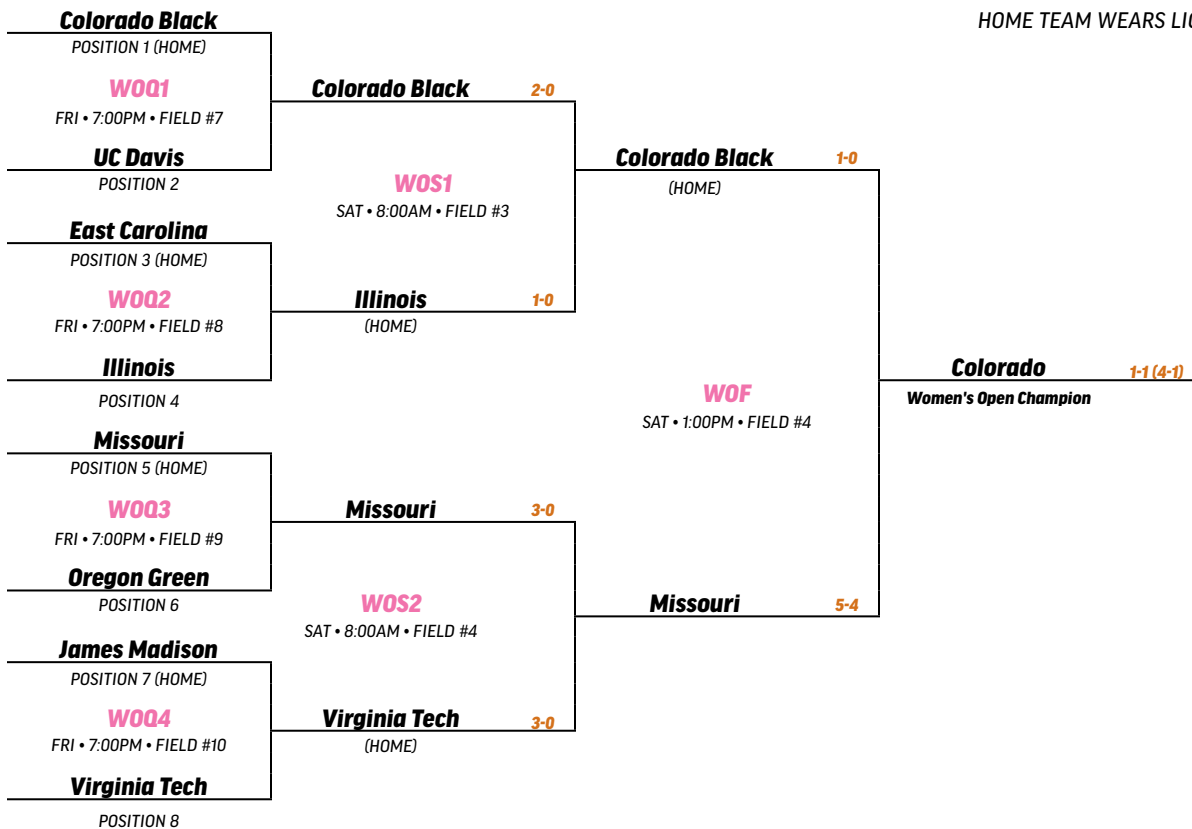 Colorado Black
HOME TEAM WEARS LIG
POSITION 1 (HOME)
WOQ1
FRI • 7:00PM • FIELD #7
UC Davis
POSITION 2
Colorado Black 2-0
WOS1
SAT • 8:00AM • FIELD #3
East Carolina
POSITION 3 (HOME)
WOQ2
FRI • 7:00PM • FIELD #8
Illinois
POSITION 4
Illinois 1-0
(HOME)
Colorado Black 1-0
(HOME)
WOF
SAT • 1:00PM • FIELD #4
Colorado 1-1 (4-1)
Women's Open Champion
Missouri
POSITION 5 (HOME)
WOQ3
FRI • 7:00PM • FIELD #9
Oregon Green
POSITION 6
Missouri 3-0
WOS2
SAT • 8:00AM • FIELD #4
Missouri 5-4
James Madison
POSITION 7 (HOME)
WOQ4
FRI • 7:00PM • FIELD #10
Virginia Tech
POSITION 8
Virginia Tech 3-0
(HOME)